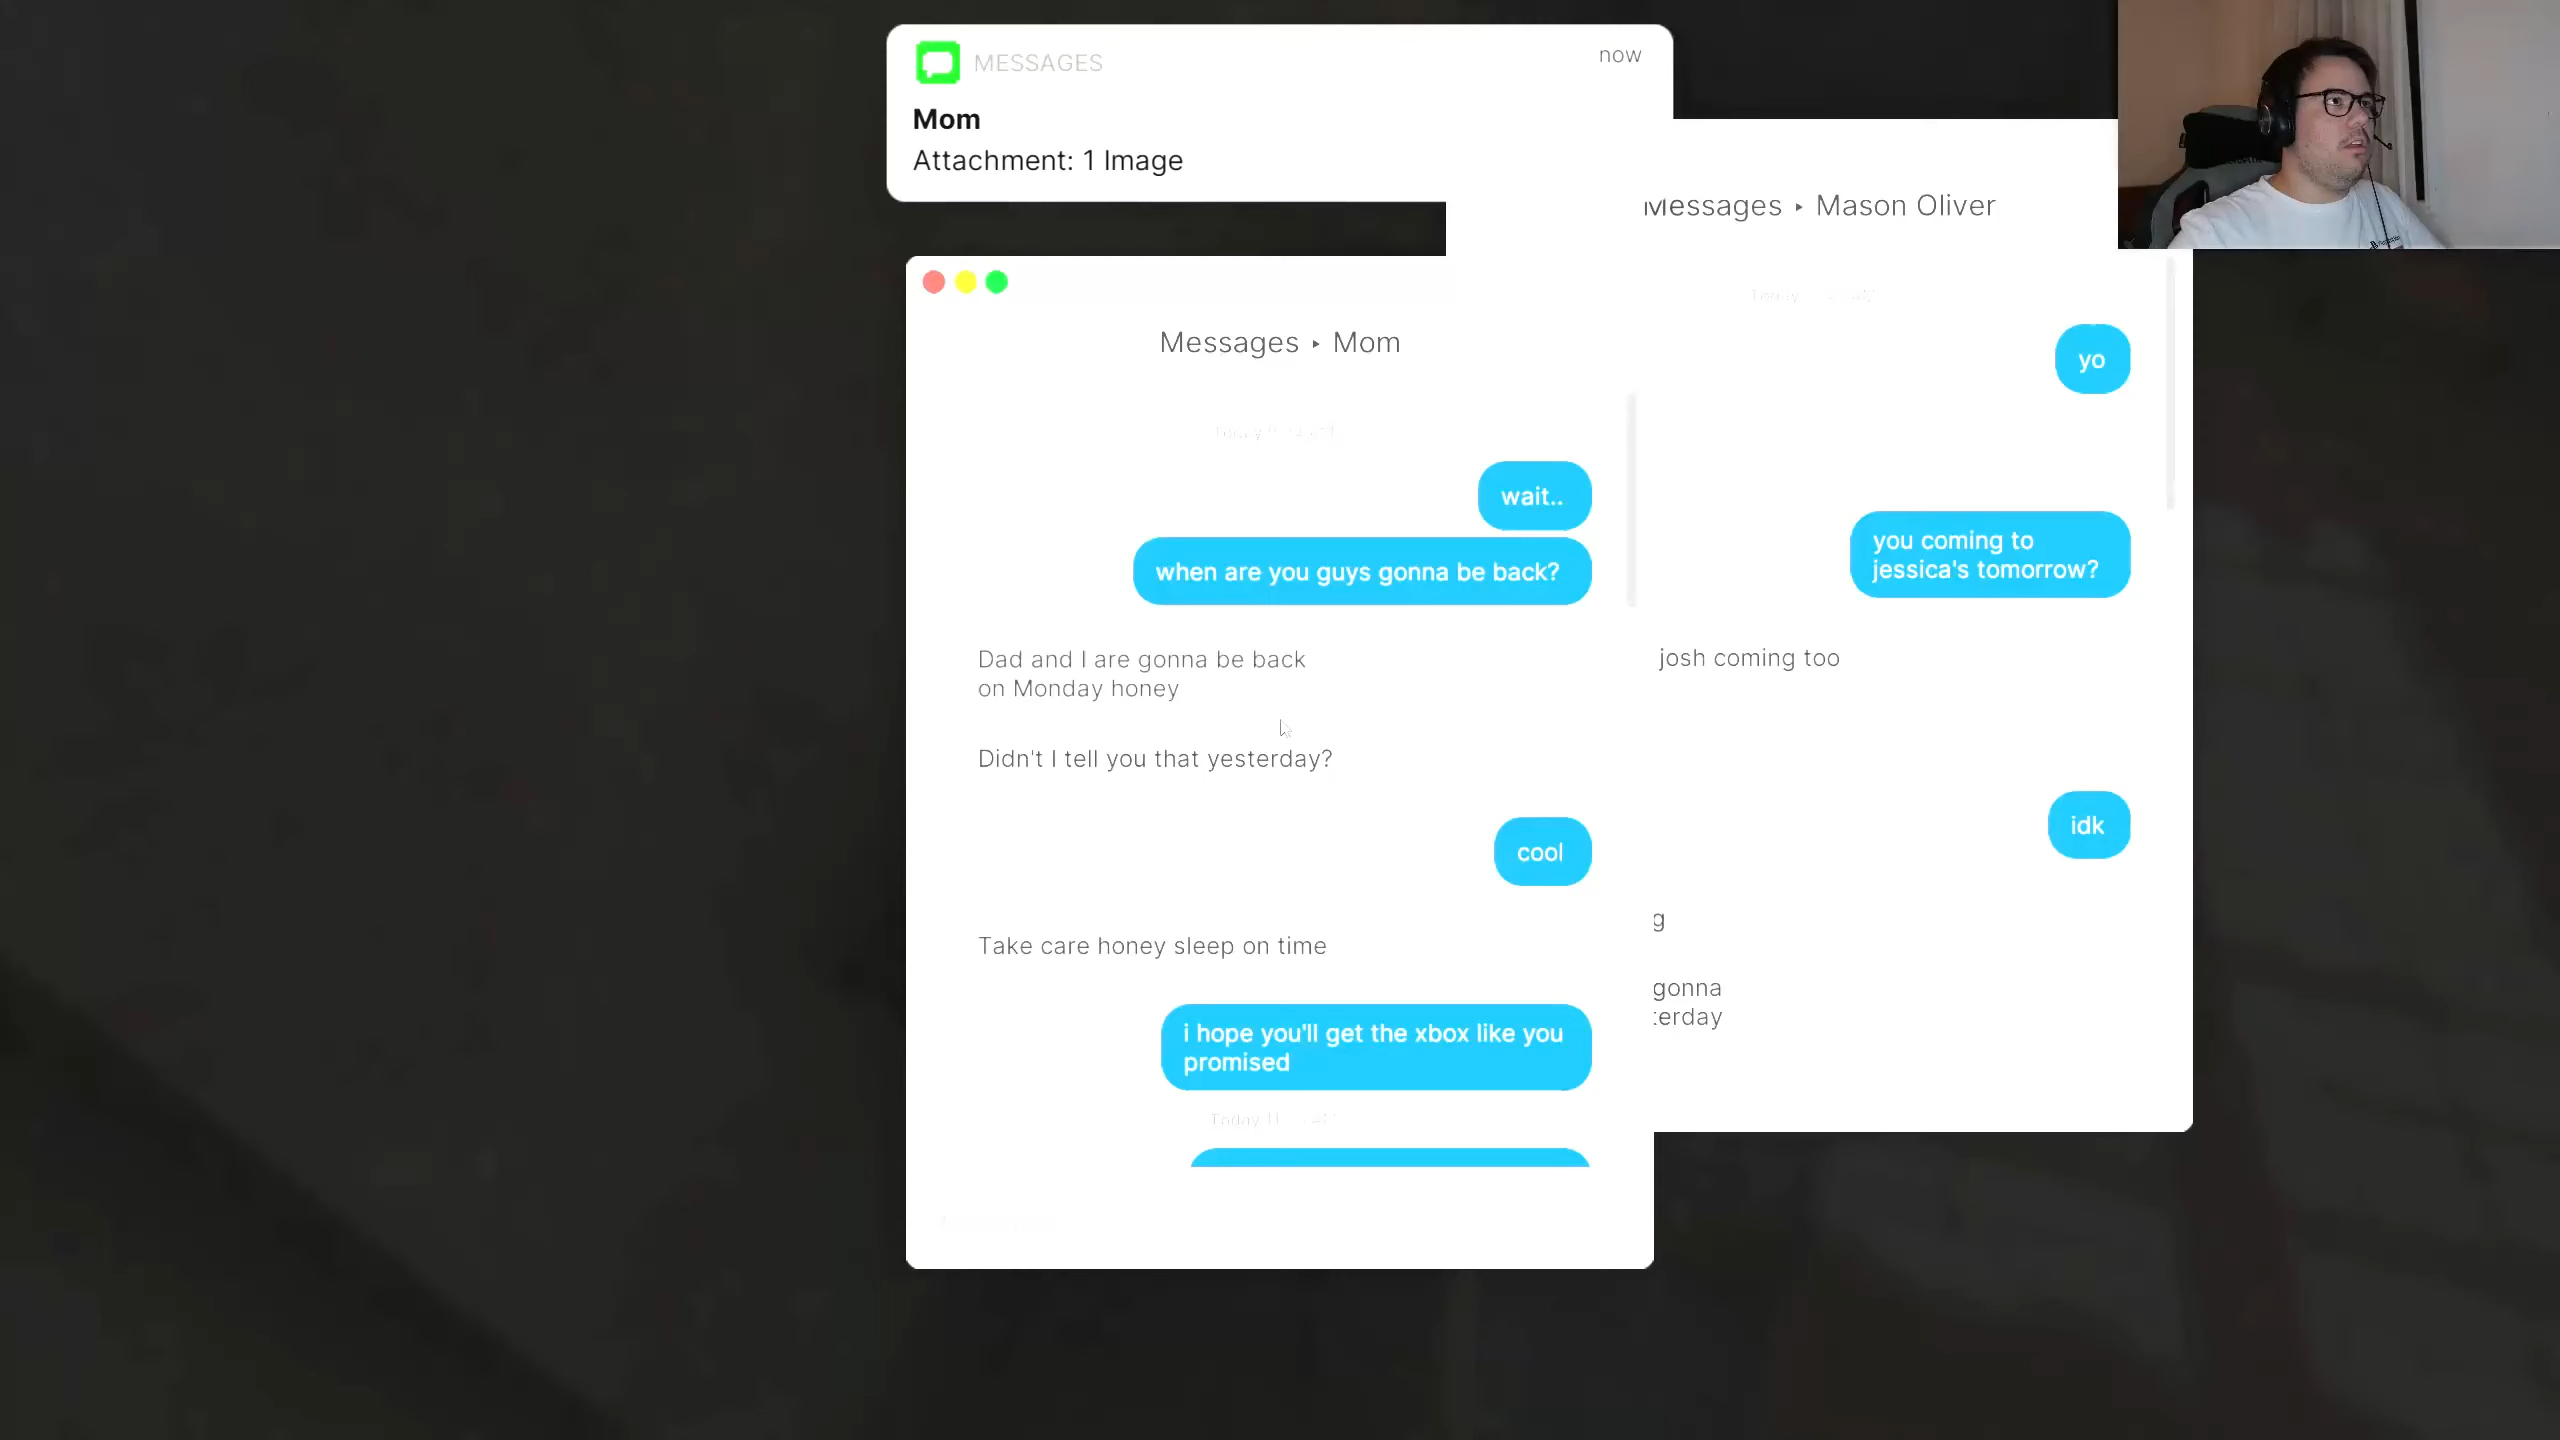 MESSAGES
now
Mom
Attachment: 1 Image
Messages ‣ Mason Oliver
yo
you coming to
jessica's tomorrow?
josh coming too
idk
g
gonna
terday
Messages ‣ Mom
wait..
when are you guys gonna be back?
Dad and I are gonna be back
on Monday honey
Didn't I tell you that yesterday?
cool
Take care honey sleep on time
i hope you'll get the xbox like you
promised
Today